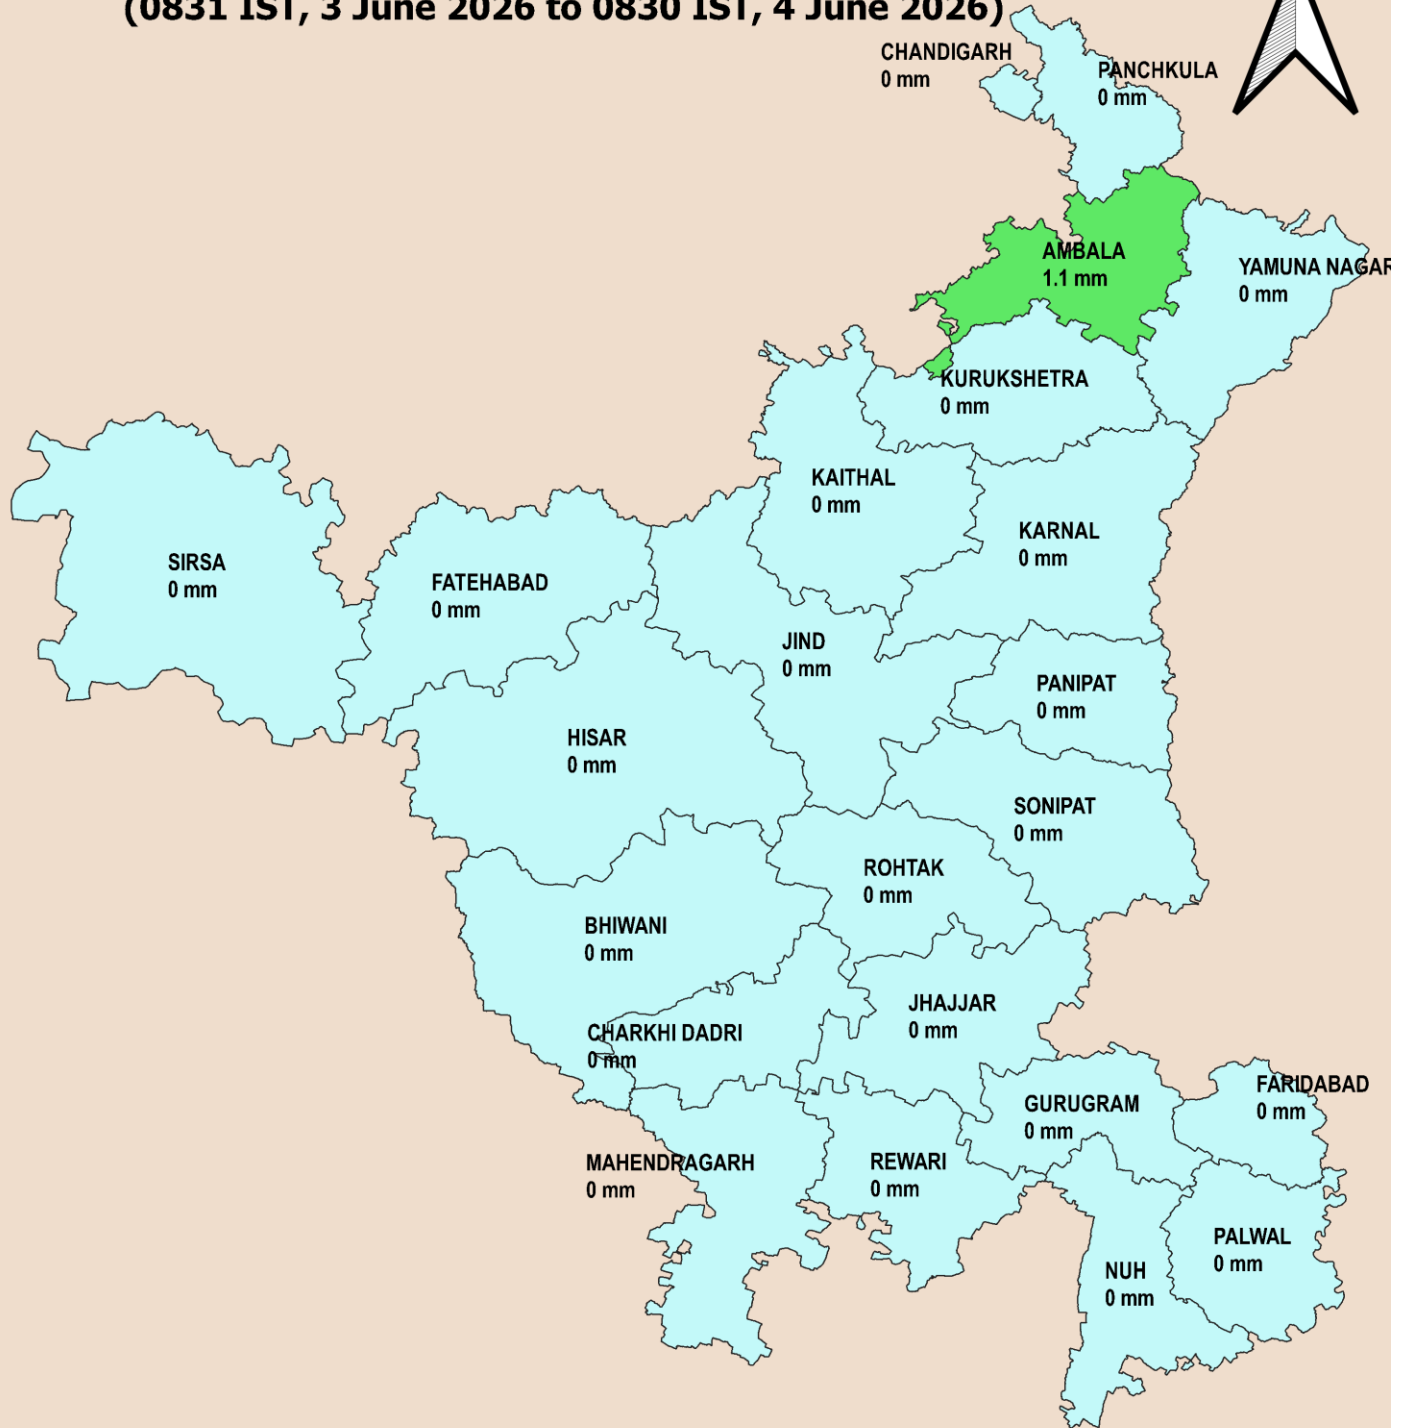 (0831 IST, 3 June 2026 to 0830 IST, 4 June 2026)
CHANDIGARH
0 mm
PANCHKULA
0 mm
AMBALA
1.1 mm
YAMUNA NAGAR
0 mm
KURUKSHETRA
0 mm
KAITHAL
0 mm
KARNAL
0 mm
SIRSA
0 mm
FATEHABAD
0 mm
JIND
0 mm
PANIPAT
0 mm
HISAR
0 mm
SONIPAT
0 mm
ROHTAK
0 mm
BHIWANI
0 mm
JHAJJAR
0 mm
CHARKHI DADRI
0 mm
FARIDABAD
0 mm
GURUGRAM
0 mm
MAHENDRAGARH
0 mm
REWARI
0 mm
PALWAL
0 mm
NUH
0 mm